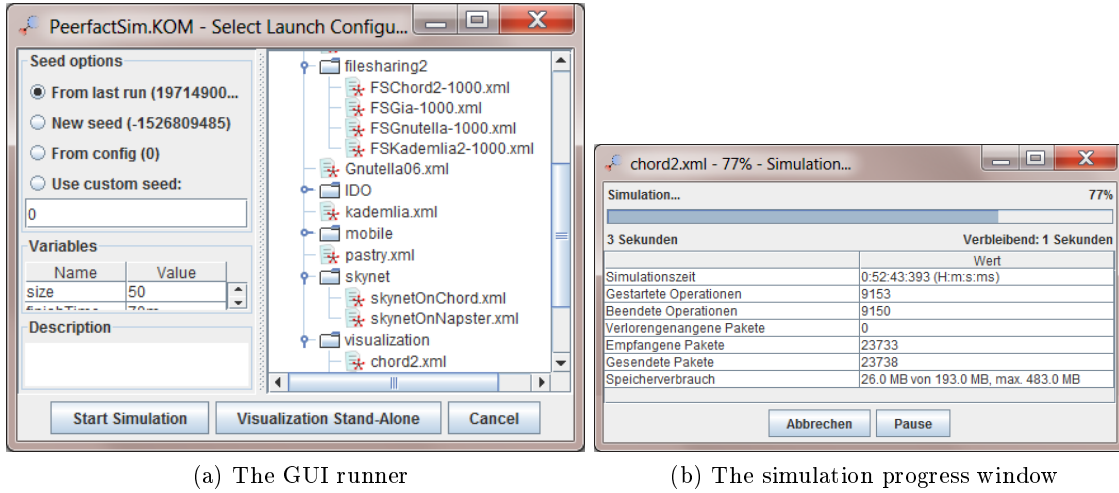 PeerfactSim.KOM - Select Launch Configu...
Seed options
From last run (19714900...
New seed (-1526809485)
From config (0)
Use custom seed:
0
Variables
Name Value
size 50
finishTime 70m
Description
filesharing2
FSChord2-1000.xml
FSGia-1000.xml
FSGnutella-1000.xml
FSKademlia2-1000.xml
Gnutella06.xml
IDO
kademlia.xml
mobile
pastry.xml
skynet
skynetOnChord.xml
skynetOnNapster.xml
visualization
chord2.xml
Start Simulation Visualization Stand-Alone Cancel
(a) The GUI runner
chord2.xml - 77% - Simulation...
Simulation... 77%
3 Sekunden Verbleibend: 1 Sekunden
Wert
Simulationszeit 0:52:43:393 (H:m:s:ms)
Gestartete Operationen 9153
Beendete Operationen 9150
Verlorengenangene Pakete 0
Empfangene Pakete 23733
Gesendete Pakete 23738
Speicherverbrauch 26.0 MB von 193.0 MB, max. 483.0 MB
Abbrechen Pause
(b) The simulation progress window